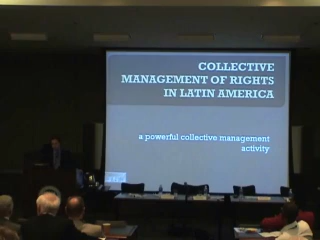 COLLECTIVE
MANAGEMENT OF RIGHTS
IN LATIN AMERICA
a powerful collective management
activity